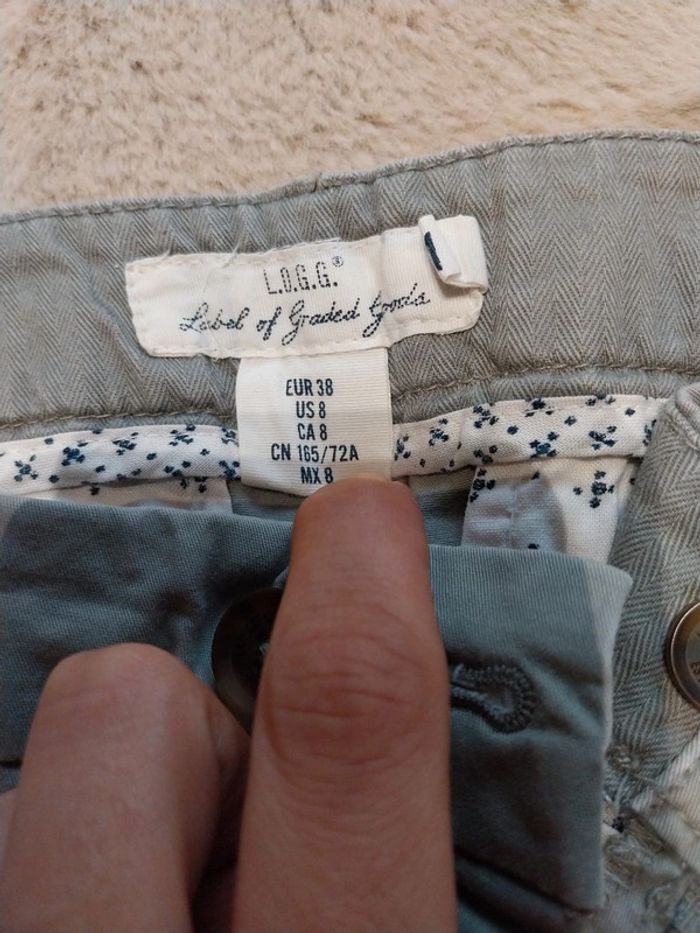 L.O.G.G.®
Label of Graded Goods
EUR 38
US 8
CA 8
CN 165/72A
MX 8